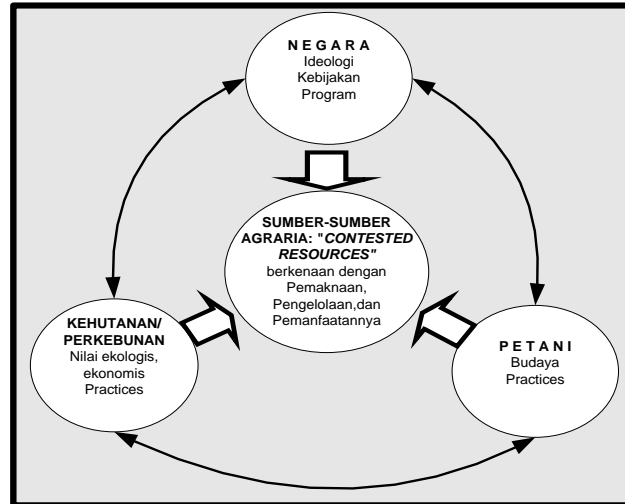 N E G A R A
Ideologi
Kebijakan
Program
SUMBER-SUMBER
AGRARIA: "CONTESTED
RESOURCES"
berkenaan dengan
Pemaknaan,
Pengelolaan,dan
Pemanfaatannya
KEHUTANAN/
PERKEBUNAN
Nilai ekologis,
ekonomis
Practices
P E T A N I
Budaya
Practices